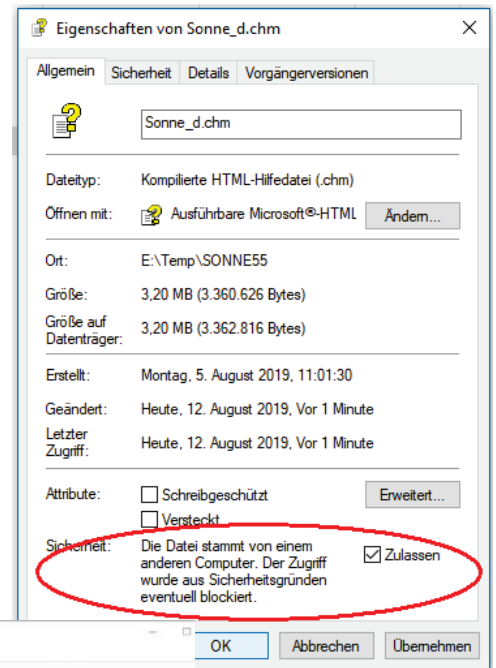 Eigenschaften von Sonne_d.chm
Allgemein Sicherheit Details Vorgängerversionen
Sonne_d.chm
Dateityp: Kompilierte HTML-Hilfedatei (.chm)
Öffnen mit: Ausführbare Microsoft®-HTML Ändern...
Ort: E:\Temp\SONNE55
Größe: 3,20 MB (3.360.626 Bytes)
Größe auf
Datenträger: 3,20 MB (3.362.816 Bytes)
Erstellt: Montag, 5. August 2019, 11:01:30
Geändert: Heute, 12. August 2019, Vor 1 Minute
Letzter
Zugriff: Heute, 12. August 2019, Vor 1 Minute
Attribute: Schreibgeschützt Erweitert...
Versteckt
Sicherheit: Die Datei stammt von einem
anderen Computer. Der Zugriff Zulassen
wurde aus Sicherheitsgründen
eventuell blockiert.
OK Abbrechen Übernehmen